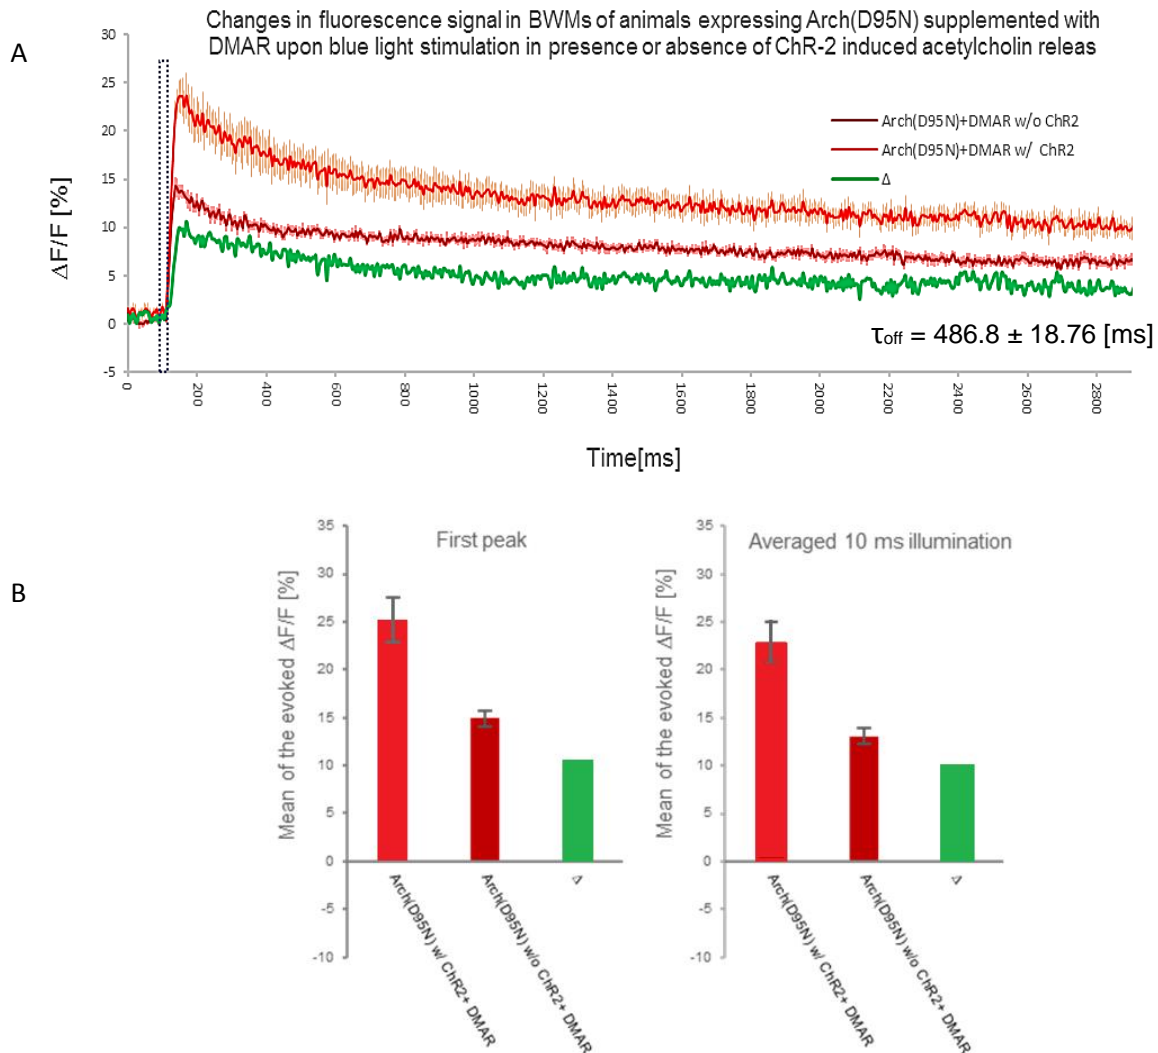 A
Changes in fluorescence signal in BWMs of animals expressing Arch(D95N) supplemented with
DMAR upon blue light stimulation in presence or absence of ChR-2 induced acetylcholin releas
30
25
20
15
10
5
0
-5
ΔF/F [%]
Arch(D95N)+DMAR w/o ChR2
Arch(D95N)+DMAR w/ ChR2
Δ
τoff = 486.8 ± 18.76 [ms]
0 200 400 600 800 1000 1200 1400 1600 1800 2000 2200 2400 2600 2800
Time[ms]
B
First peak
Mean of the evoked ΔF/F [%]
35
30
25
20
15
10
5
0
-5
-10
Arch(D95N) w/ ChR2+ DMAR
Arch(D95N) w/o ChR2+ DMAR
Δ
Averaged 10 ms illumination
Mean of the evoked ΔF/F [%]
35
30
25
20
15
10
5
0
-5
-10
Arch(D95N) w/ ChR2+ DMAR
Arch(D95N) w/o ChR2+ DMAR
Δ